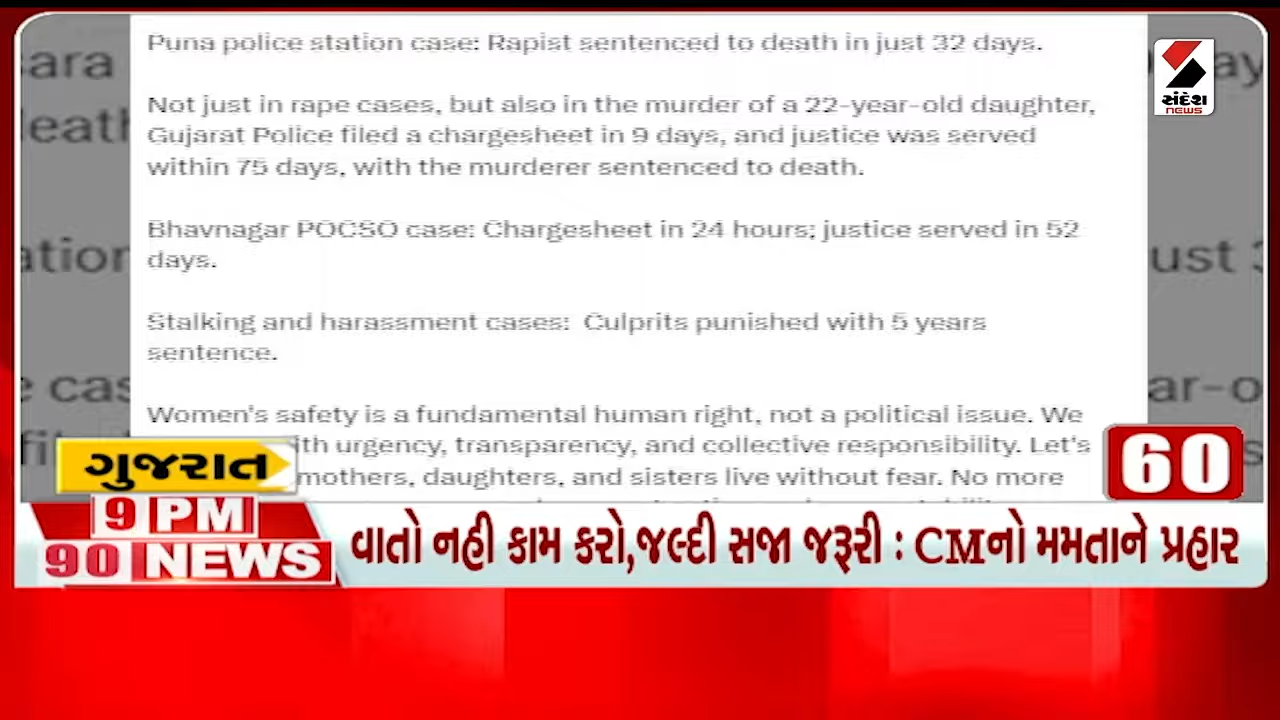 Puna police station case: Rapist sentenced to death in just 32 days.
Not just in rape cases, but also in the murder of a 22-year-old daughter,
Gujarat Police filed a chargesheet in 9 days, and justice was served
within 75 days, with the murderer sentenced to death.
Bhavnagar POCSO case: Chargesheet in 24 hours; justice served in 52
days.
Stalking and harassment cases:  Culprits punished with 5 years
sentence.
Women's safety is a fundamental human right, not a political issue. We
urgency, transparency, and collective responsibility. Let's
mothers, daughters, and sisters live without fear. No more
સંદેશ
NEWS
ગુજરાત
60
9 PM
90 NEWS
વાતો નહી કામ કરો,જલ્દી સજા જરૂરી : CMનો મમતાને પ્રહાર